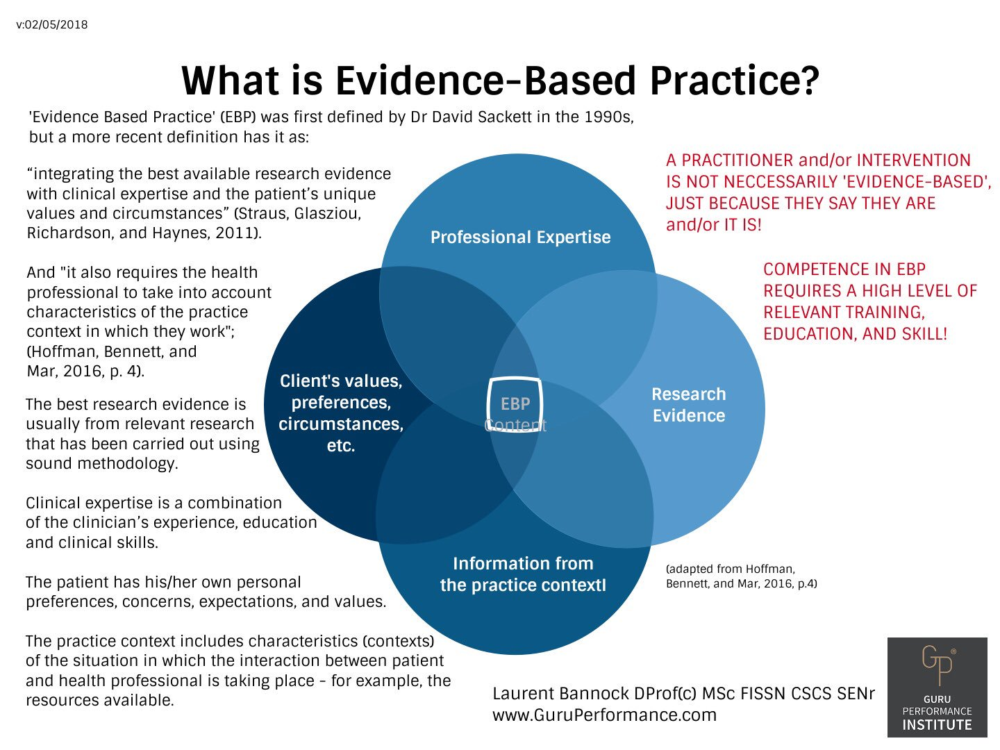 v:02/05/2018
What is Evidence-Based Practice?
'Evidence Based Practice' (EBP) was first defined by Dr David Sackett in the 1990s,
but a more recent definition has it as:
“integrating the best available research evidence
with clinical expertise and the patient’s unique
values and circumstances” (Straus, Glasziou,
Richardson, and Haynes, 2011).
And "it also requires the health
professional to take into account
characteristics of the practice
context in which they work";
(Hoffman, Bennett, and
Mar, 2016, p. 4).
The best research evidence is
usually from relevant research
that has been carried out using
sound methodology.
Clinical expertise is a combination
of the clinician’s experience, education
and clinical skills.
The patient has his/her own personal
preferences, concerns, expectations, and values.
The practice context includes characteristics (contexts)
of the situation in which the interaction between patient
and health professional is taking place - for example, the
resources available.
Professional Expertise
Client's values,
preferences,
circumstances,
etc.
EBP
Content
Research
Evidence
Information from
the practice contextl
A PRACTITIONER and/or INTERVENTION
IS NOT NECCESSARILY 'EVIDENCE-BASED',
JUST BECAUSE THEY SAY THEY ARE
and/or IT IS!
COMPETENCE IN EBP
REQUIRES A HIGH LEVEL OF
RELEVANT TRAINING,
EDUCATION, AND SKILL!
(adapted from Hoffman,
Bennett, and Mar, 2016, p.4)
Laurent Bannock DProf(c) MSc FISSN CSCS SENr
www.GuruPerformance.com
GP®
GURU
PERFORMANCE
INSTITUTE